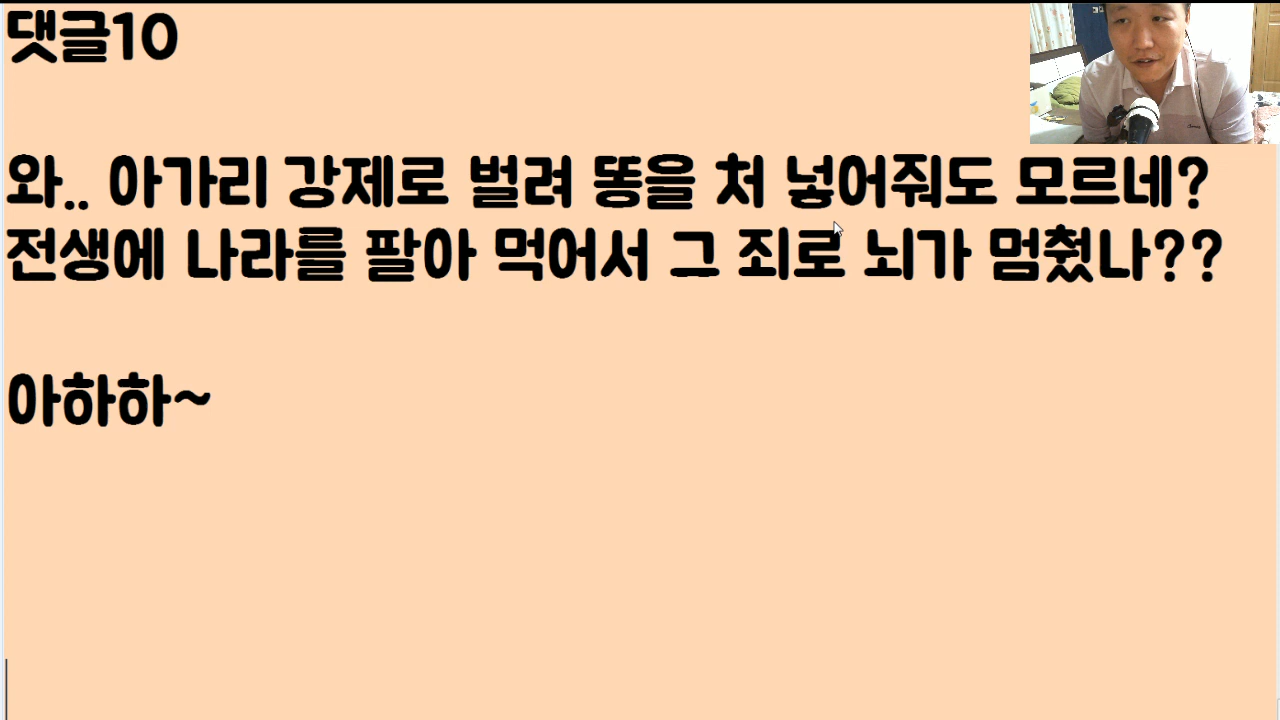 댓글10
와.. 아가리 강제로 벌려 똥을 쳐 넣어줘도 모르네?
전생에 나라를 팔아 먹어서 그 죄로 뇌가 멈췄나??
아하하~